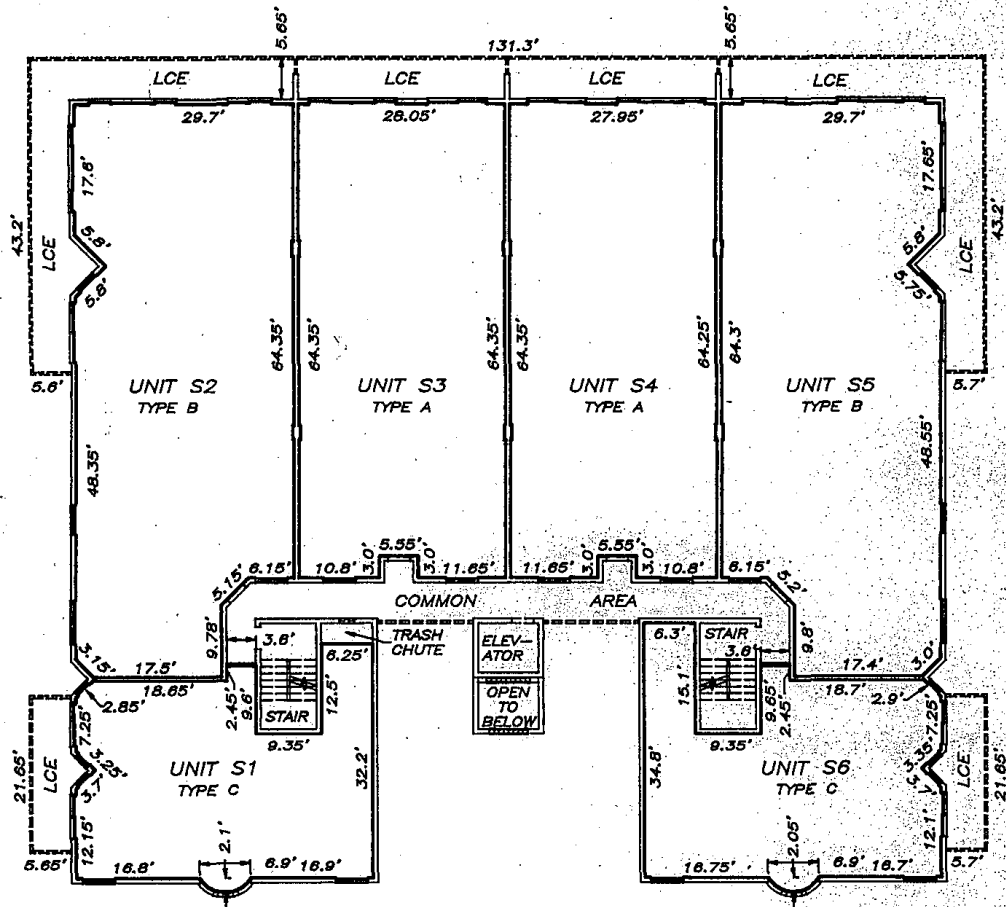 5.65'
131.3'
5.65'
LCE
LCE
LCE
LCE
29.7'
28.05'
27.95'
29.7'
17.6'
17.65'
43.2'
LCE
5.8'
5.8'
5.8'
5.75'
LCE
43.2'
64.35'
64.35'
64.35'
64.35'
64.25'
64.3'
5.6'
5.7'
UNIT S2
TYPE B
UNIT S3
TYPE A
UNIT S4
TYPE A
UNIT S5
TYPE B
48.35'
48.55'
5.55'
5.55'
3.0'
3.0'
3.0'
3.0'
6.15'
10.8'
11.65'
11.65'
10.8'
6.15'
5.15'
5.2'
COMMON AREA
9.78'
3.6'
TRASH
CHUTE
6.25'
ELEV-
ATOR
6.3'
STAIR
3.6'
9.8'
3.15'
17.5'
18.65'
17.4'
18.7'
3.0'
2.85'
2.45'
9.6'
STAIR
12.5'
OPEN
TO
BELOW
15.1'
9.65'
2.45'
2.9'
9.35'
9.35'
7.25'
7.25'
21.65'
LCE
3.25'
3.7'
UNIT S1
TYPE C
32.2'
34.8'
UNIT S6
TYPE C
3.35'
LCE
21.65'
12.15'
12.1'
5.65'
16.8'
2.1'
6.9'
16.9'
16.75'
2.05'
6.9'
16.7'
5.7'